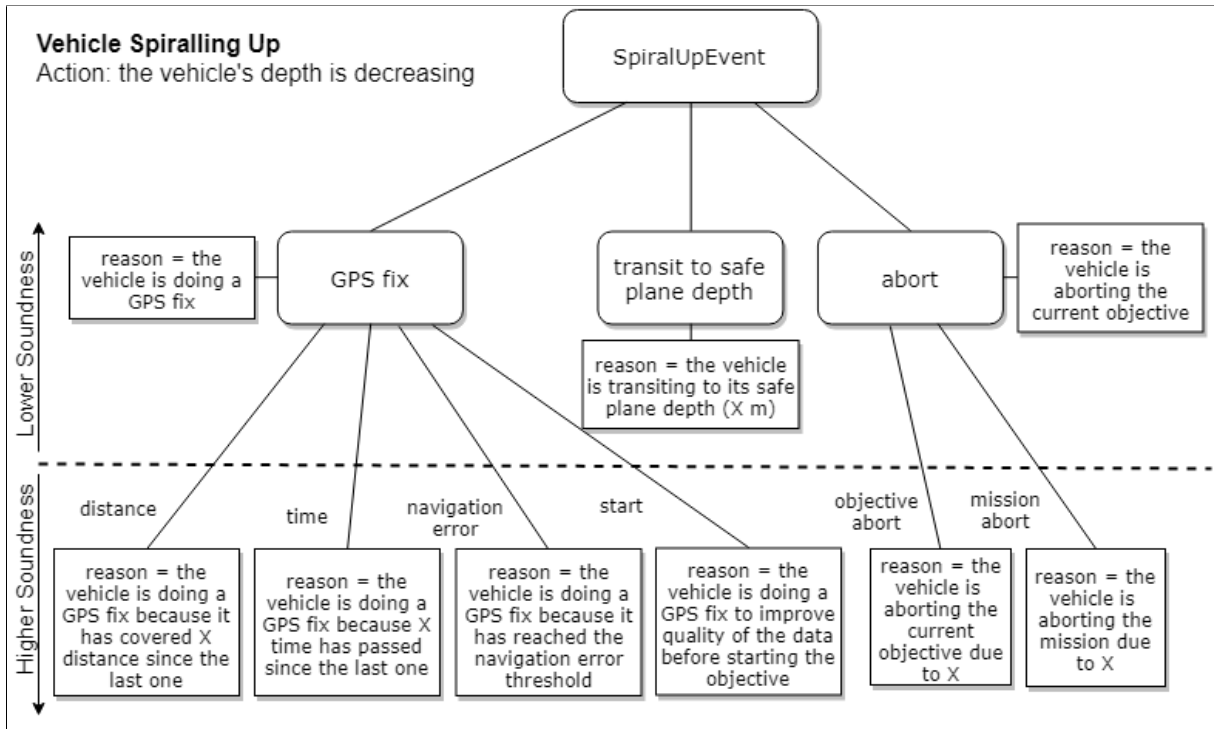 Vehicle Spiralling Up
Action: the vehicle's depth is decreasing
SpiralUpEvent
Lower Soundness
reason = the
vehicle is doing a
GPS fix
GPS fix
transit to safe
plane depth
reason = the vehicle
is transiting to its safe
plane depth (X m)
abort
reason = the
vehicle is
aborting the
current objective
Higher Soundness
distance
time
navigation
error
start
objective
abort
mission
abort
reason = the
vehicle is doing a
GPS fix because it
has covered X
distance since the
last one
reason = the
vehicle is doing a
GPS fix because X
time has passed
since the last one
reason = the
vehicle is doing a
GPS fix because it
has reached the
navigation error
threshold
reason = the
vehicle is doing a
GPS fix to improve
quality of the data
before starting the
objective
reason = the
vehicle is
aborting the
current
objective due
to X
reason = the
vehicle is
aborting the
mission due
to X